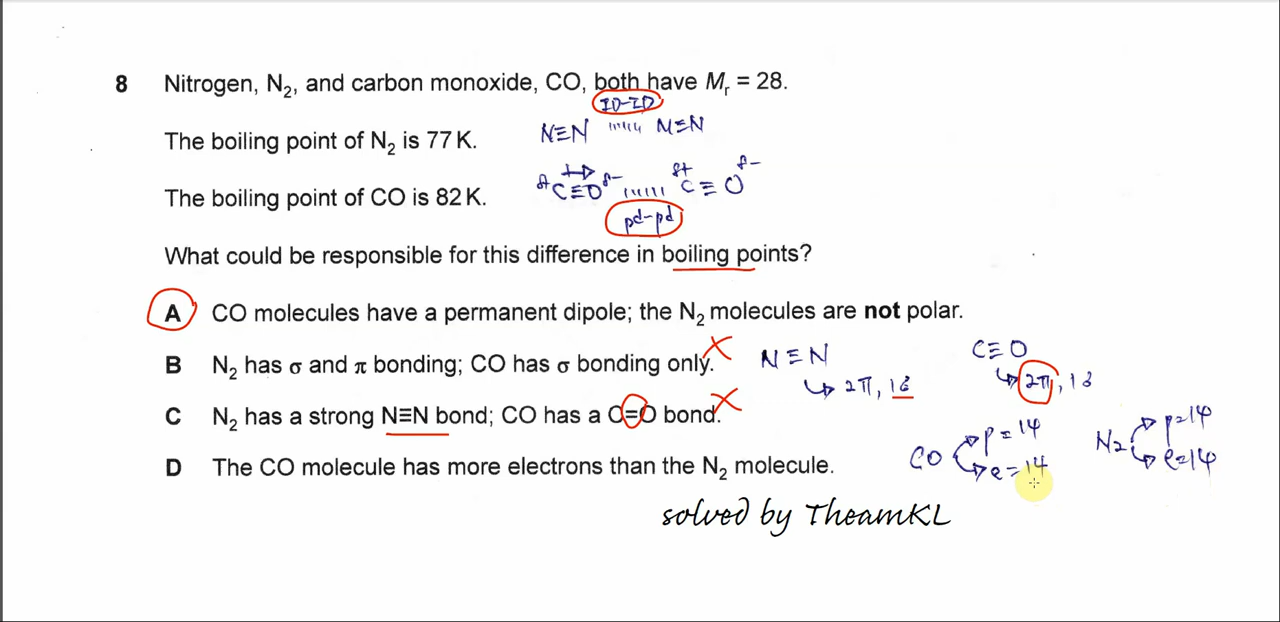 8 Nitrogen, N₂, and carbon monoxide, CO, both have Mᵣ = 28.
ID-ID
The boiling point of N₂ is 77 K. N≡N N≡N
δ+ C≡O δ– δ+ C≡O δ–
The boiling point of CO is 82 K.
pd-pd
What could be responsible for this difference in boiling points?
A CO molecules have a permanent dipole; the N₂ molecules are not polar.
B N₂ has σ and π bonding; CO has σ bonding only. N≡N C≡O
2π, 1δ 2π, 1δ
C N₂ has a strong N≡N bond; CO has a C=O bond.
CO p=14 N₂ p=14
D The CO molecule has more electrons than the N₂ molecule. e=14 e=14
solved by TheamKL